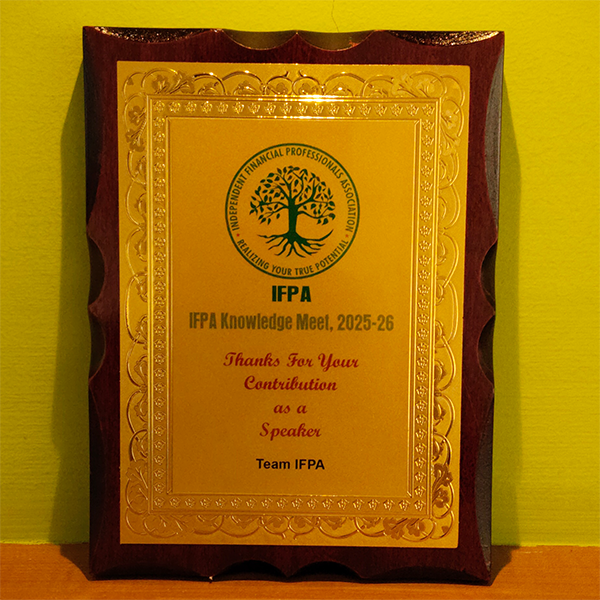 INDEPENDENT FINANCIAL PROFESSIONALS ASSOCIATION
• REALIZING YOUR TRUE POTENTIAL •
IFPA
IFPA Knowledge Meet, 2025-26
Thanks For Your
Contribution
as a
Speaker
Team IFPA